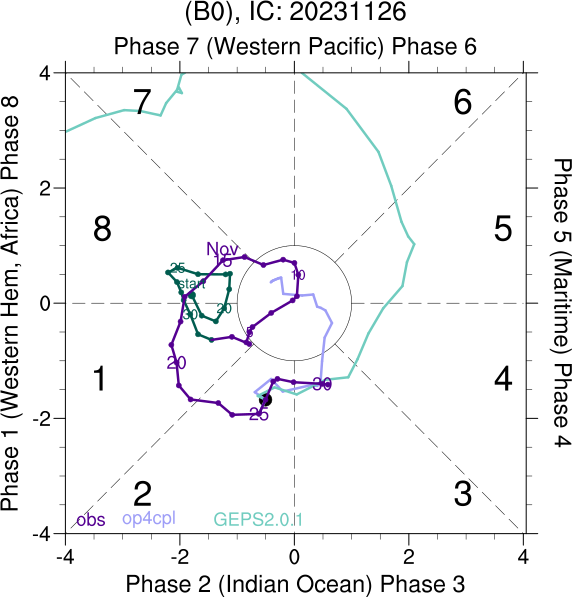 (B0), IC: 20231126
Phase 7 (Western Pacific) Phase 6
Phase 1 (Western Hem, Africa) Phase 8
Phase 5 (Maritime) Phase 4
4
2
0
-2
-4
7
6
8
5
1
4
2
3
Nov
15
25
start
10
20
30
5
20
30
25
obs
op4cpl
GEPS2.0.1
-4
-2
0
2
4
Phase 2 (Indian Ocean) Phase 3